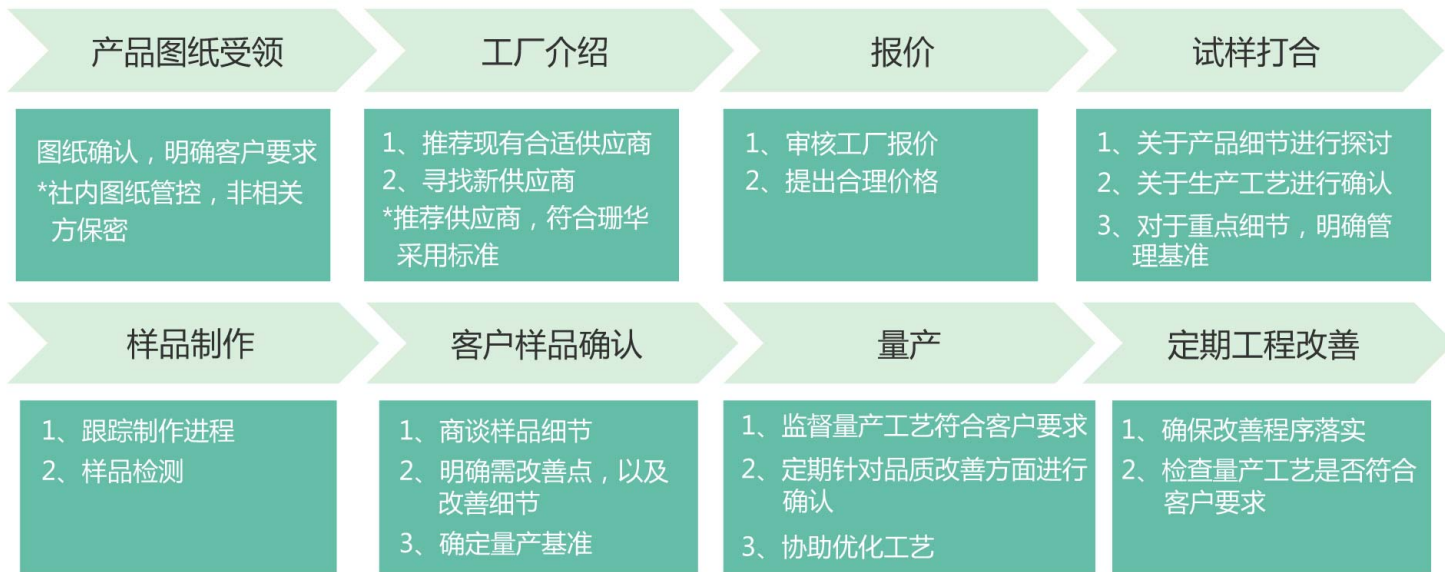 产品图纸受领
图纸确认，明确客户要求
*社内图纸管控，非相关
方保密
工厂介绍
1、推荐现有合适供应商
2、寻找新供应商
*推荐供应商，符合珊华
采用标准
报价
1、审核工厂报价
2、提出合理价格
试样打合
1、关于产品细节进行探讨
2、关于生产工艺进行确认
3、对于重点细节，明确管
理基准
样品制作
1、跟踪制作进程
2、样品检测
客户样品确认
1、商谈样品细节
2、明确需改善点，以及
改善细节
3、确定量产基准
量产
1、监督量产工艺符合客户要求
2、定期针对品质改善方面进行
确认
3、协助优化工艺
定期工程改善
1、确保改善程序落实
2、检查量产工艺是否符合
客户要求